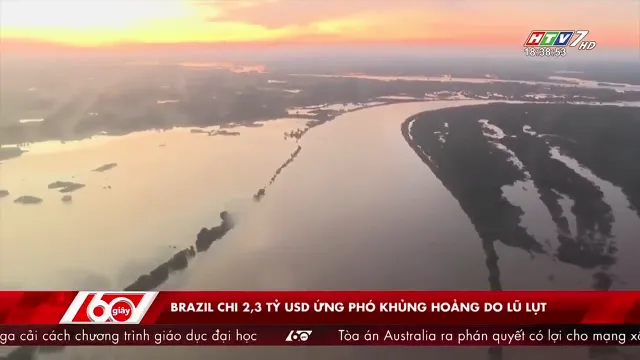 HTV7 HD
18:38:53
60 giây
BRAZIL CHI 2,3 TỶ USD ỨNG PHÓ KHỦNG HOẢNG DO LŨ LỤT
ga cải cách chương trình giáo dục đại học 60 Tòa án Australia ra phán quyết có lợi cho mạng xã